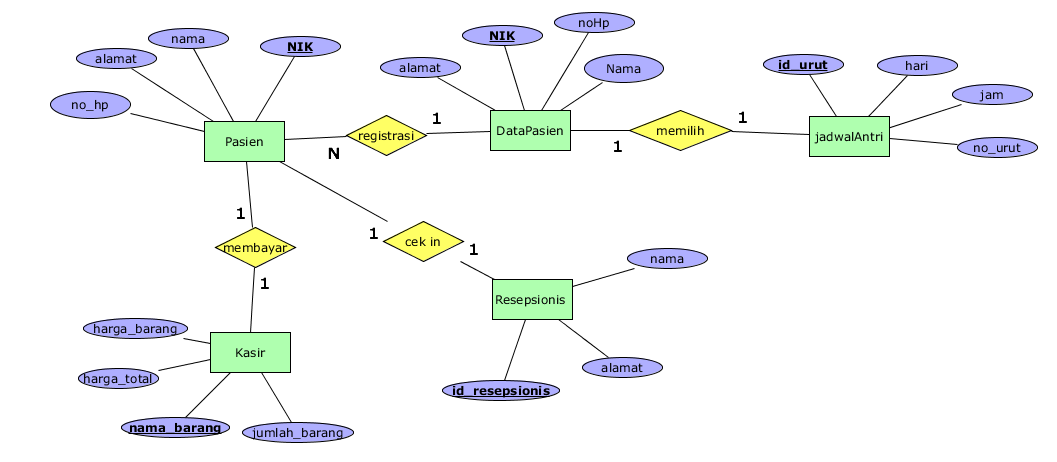 nama
NIK
alamat
no_hp
Pasien
N
registrasi
1
NIK
noHp
alamat
Nama
DataPasien
1
memilih
1
id_urut
hari
jam
no_urut
jadwalAntri
1
membayar
1
1
cek in
1
Resepsionis
nama
alamat
id_resepsionis
Kasir
harga_barang
harga_total
nama_barang
jumlah_barang